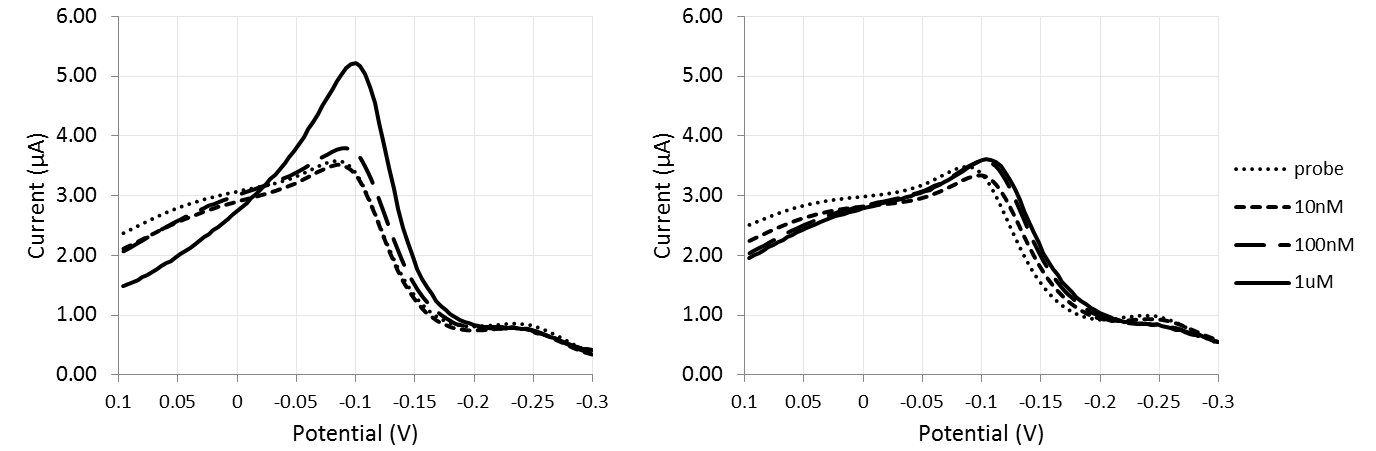 6.00
5.00
4.00
3.00
2.00
1.00
0.00
Current (µA)
0.1 0.05 0 -0.05 -0.1 -0.15 -0.2 -0.25 -0.3
Potential (V)
6.00
5.00
4.00
3.00
2.00
1.00
0.00
Current (µA)
0.1 0.05 0 -0.05 -0.1 -0.15 -0.2 -0.25 -0.3
Potential (V)
probe
10nM
100nM
1uM